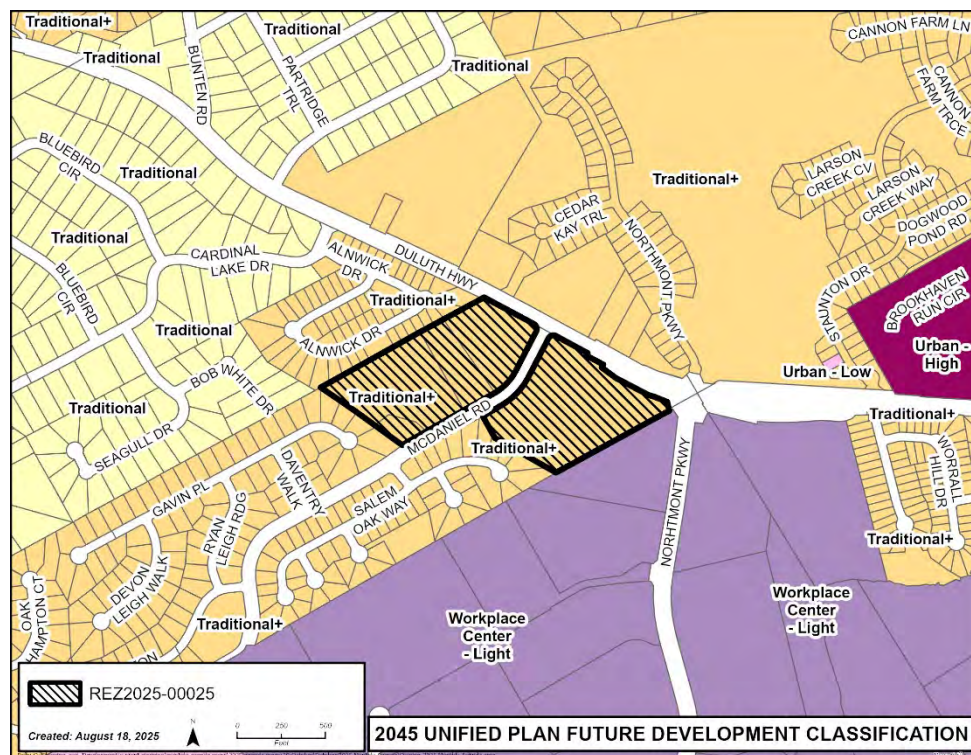 Traditional+
Traditional
Traditional
BUNTEN RD
PARTRIDGE
TRL
Traditional
CANNON FARM LN
CANNON
FARM TRCE
BLUEBIRD
CIR
Traditional
Traditional+
LARSON
CREEK CV
LARSON
CREEK WAY
DOGWOOD
POND RD
CEDAR
KAY TRL
NORTHMONT PKWY
Traditional
CARDINAL
LAKE DR
ALNWICK
DR
DULUTH HWY
BLUEBIRD
CIR
Traditional+
STAUNTON DR
BROOKHAVEN
RUN CIR
Urban -
High
Traditional
ALNWICK DR
Urban - Low
BOB WHITE DR
Traditional+
Traditional
MCDANIEL RD
Traditional+
Traditional+
SEAGULL DR
GAVIN PL
DAVENTRY
WALK
WORRALL
HILL DR
RYAN
LEIGH RDG
SALEM
OAK WAY
NORHTMONT PKWY
Traditional+
OAK
HAMPTON CT
DEVON
LEIGH WALK
Traditional+
Workplace
Center
- Light
Workplace
Center
- Light
TON
REZ2025-00025
Created: August 18, 2025
N
0 250 500
Feet
2045 UNIFIED PLAN FUTURE DEVELOPMENT CLASSIFICATION